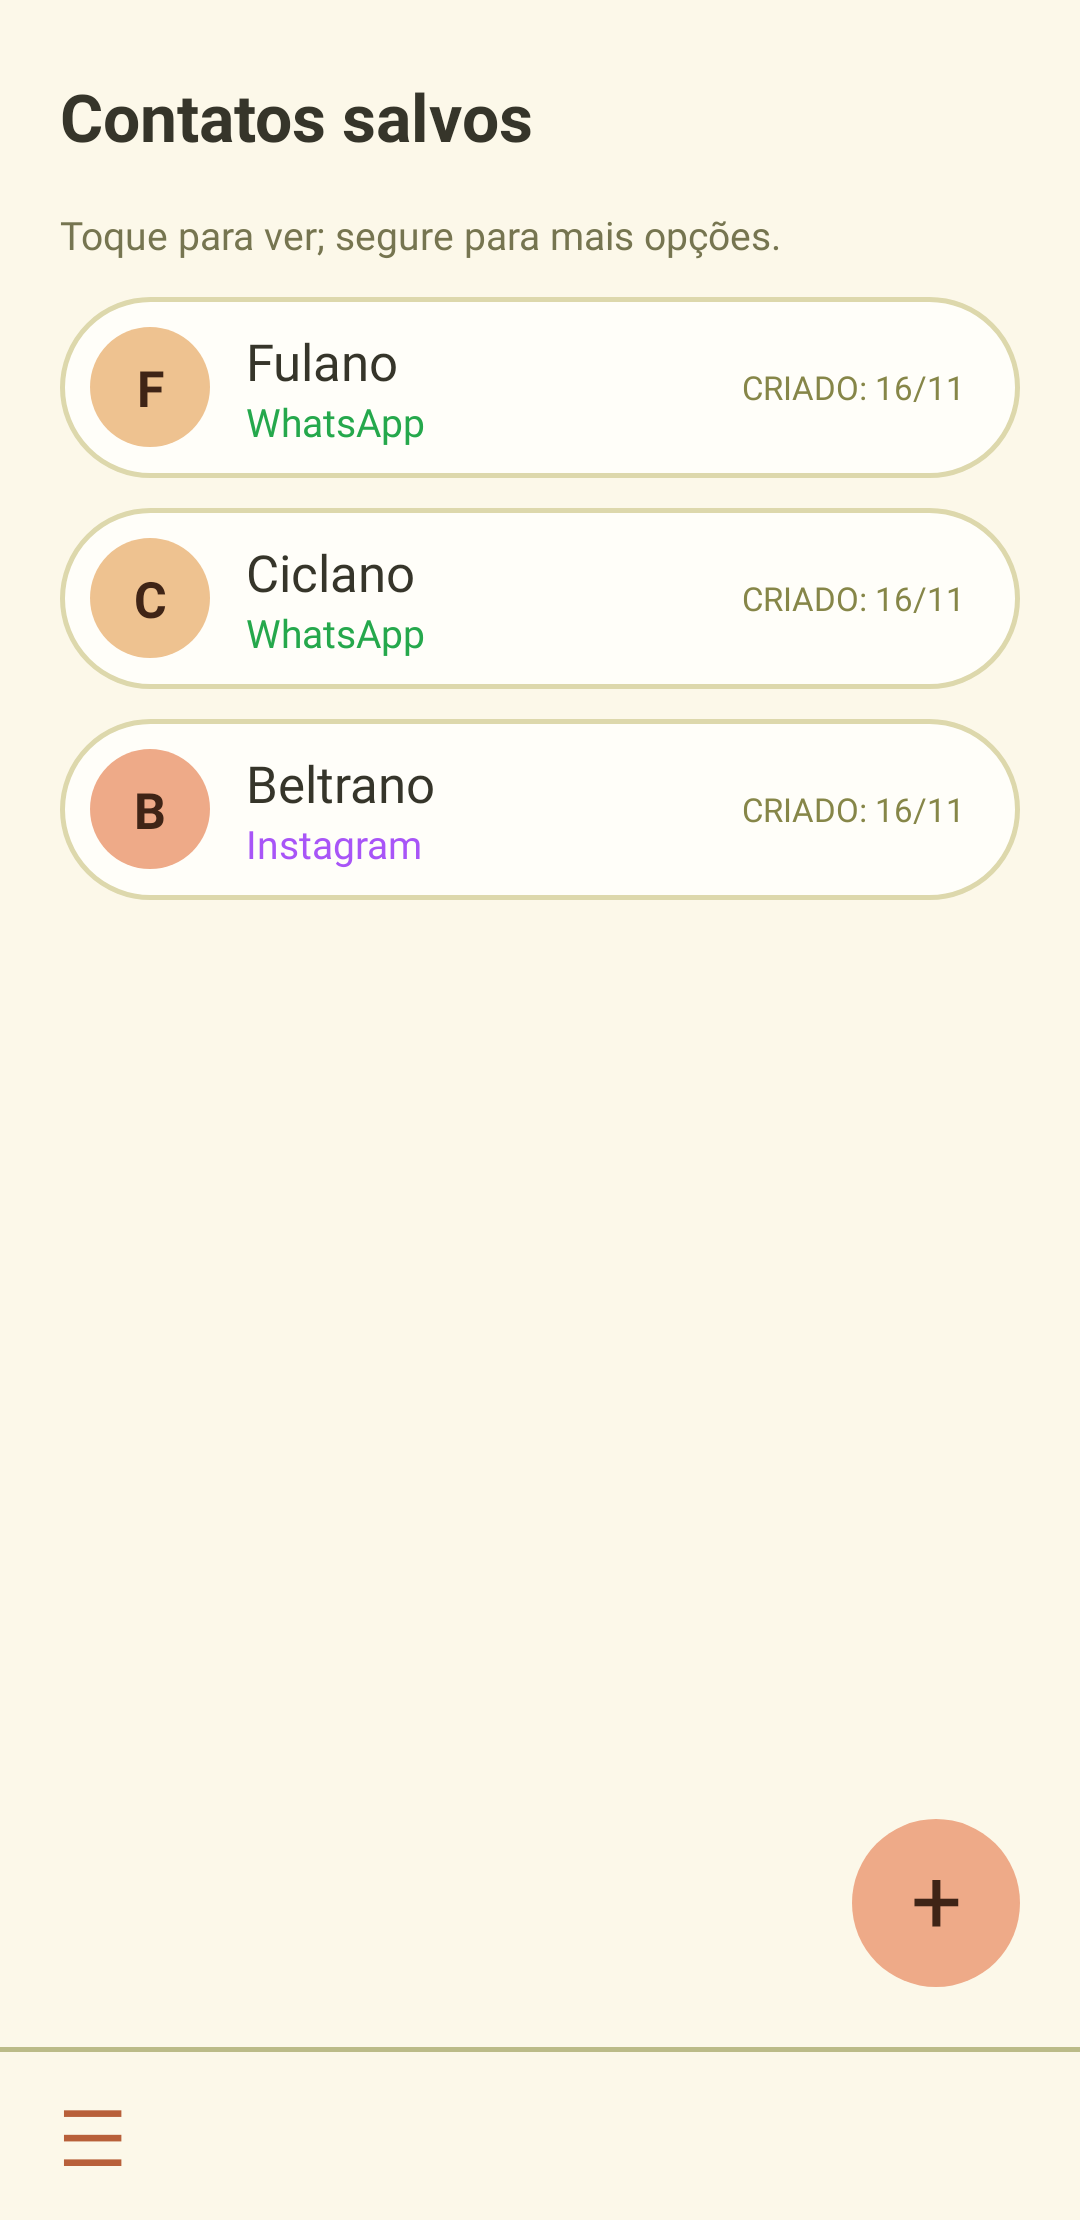 Contatos salvos
Toque para ver; segure para mais opções.
F
Fulano
WhatsApp
CRIADO: 16/11
C
Ciclano
WhatsApp
CRIADO: 16/11
B
Beltrano
Instagram
CRIADO: 16/11
+